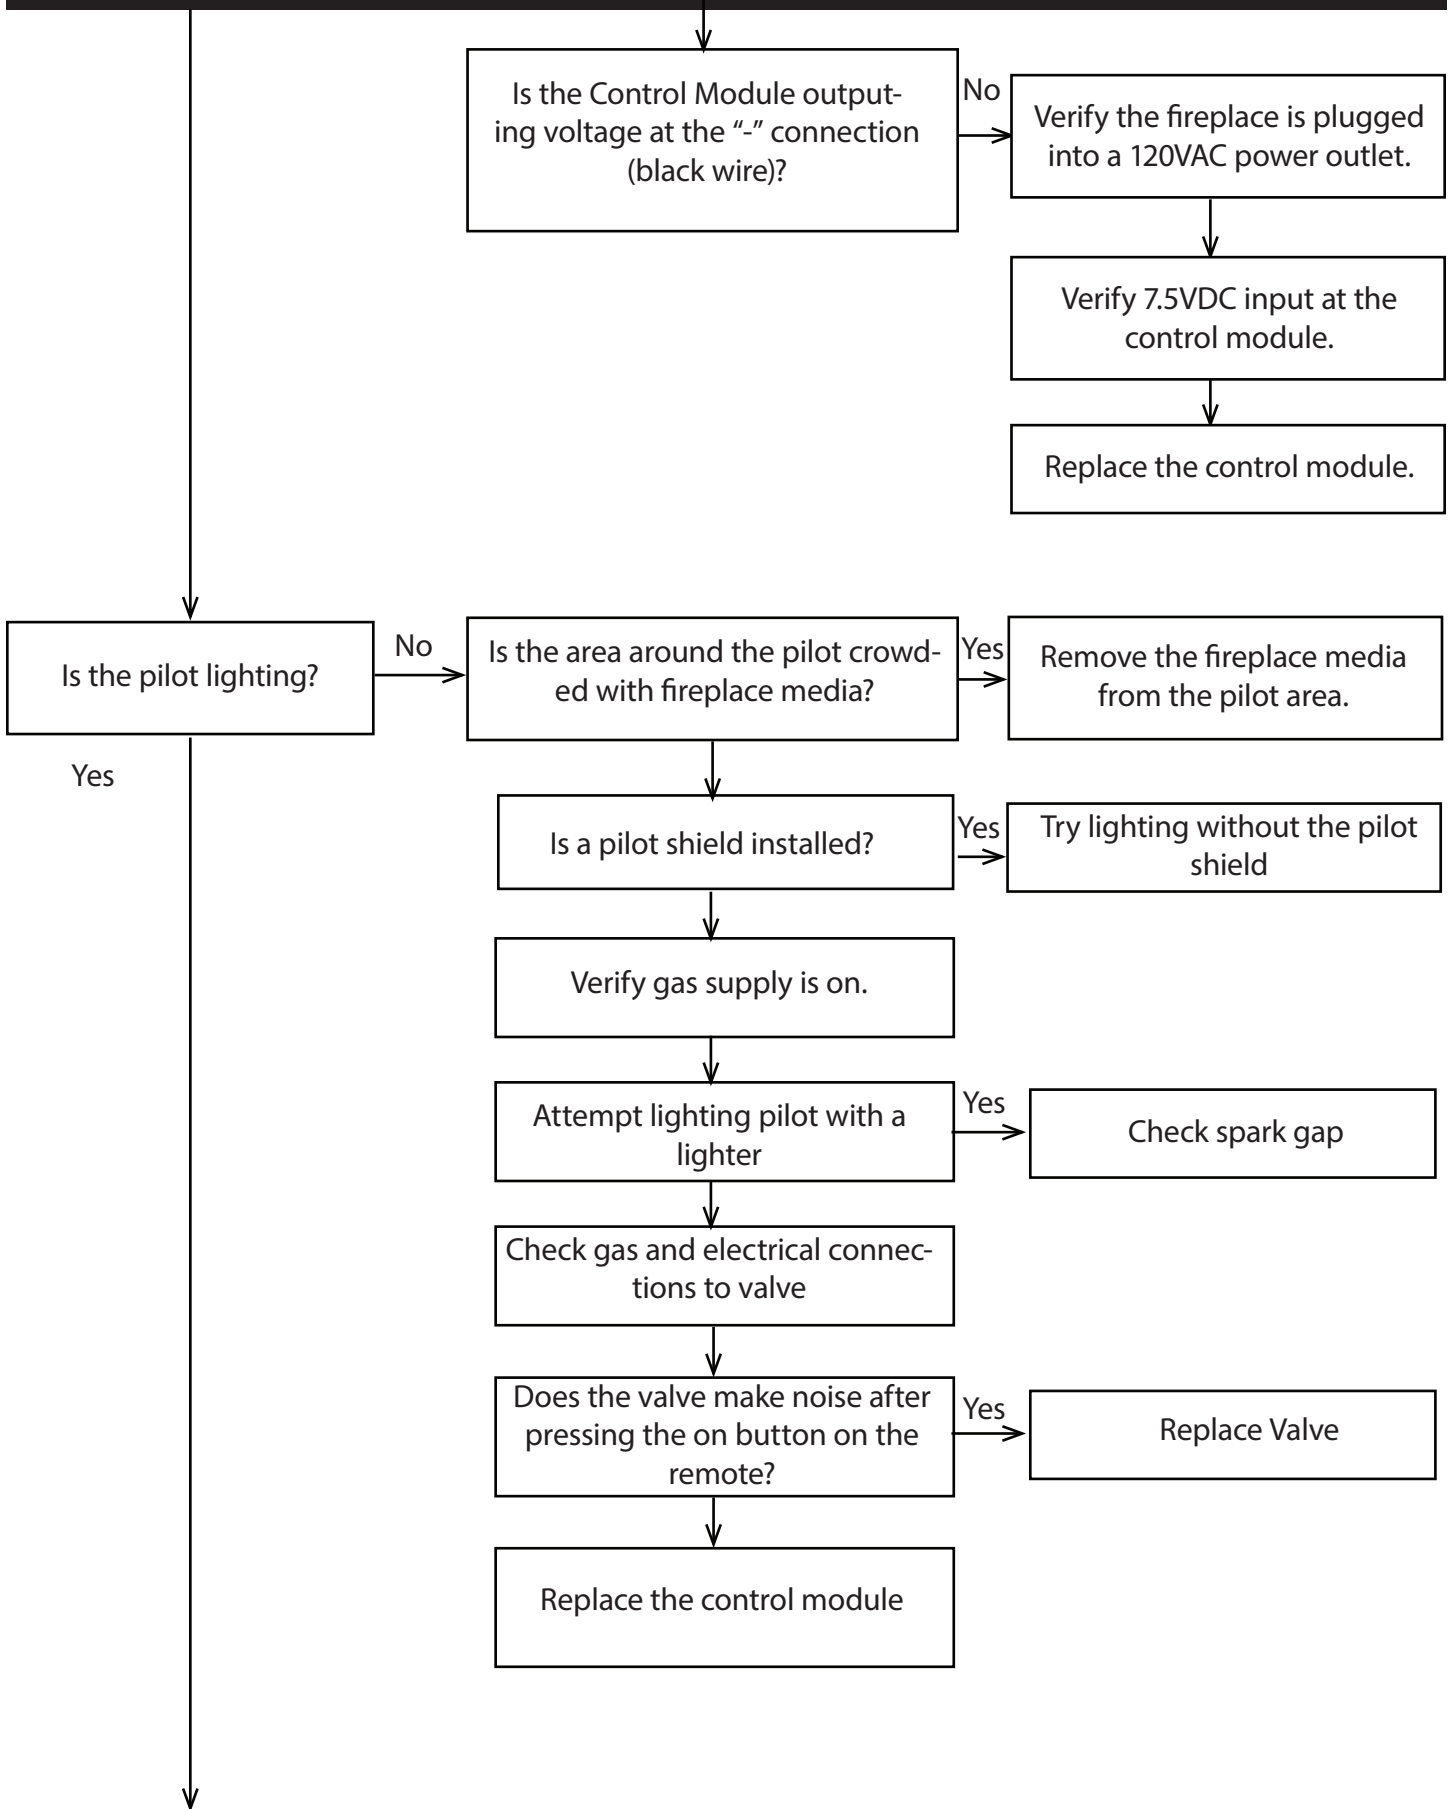 Is the Control Module output-
ing voltage at the “-” connection
(black wire)?
No
Verify the fireplace is plugged
into a 120VAC power outlet.
Verify 7.5VDC input at the
control module.
Replace the control module.
Is the pilot lighting?
No
Is the area around the pilot crowd-
ed with fireplace media?
Yes
Remove the fireplace media
from the pilot area.
Yes
Is a pilot shield installed?
Yes
Try lighting without the pilot
shield
Verify gas supply is on.
Attempt lighting pilot with a
lighter
Yes
Check spark gap
Check gas and electrical connec-
tions to valve
Does the valve make noise after
pressing the on button on the
remote?
Yes
Replace Valve
Replace the control module